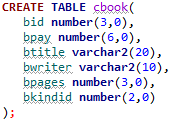 CREATE TABLE cbook(
bid number(3,0),
bpay number(6,0),
btitle varchar2(20),
bwriter varchar2(10),
bpages number(3,0),
bkindid number(2,0)
);